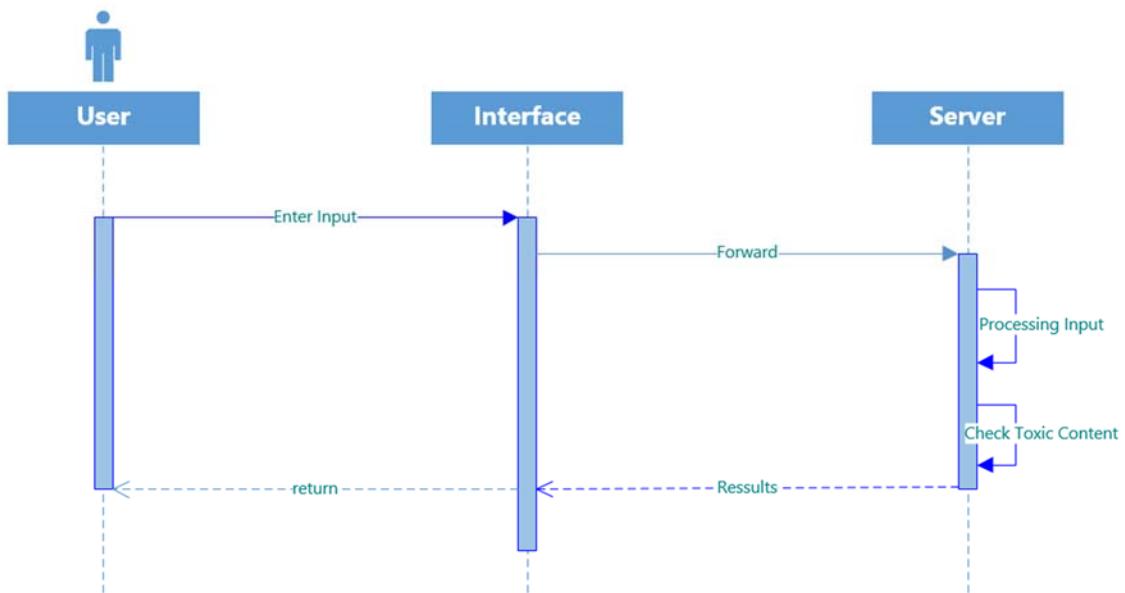 User
Interface
Server
Enter Input
Forward
Processing Input
Check Toxic Content
return
Ressults